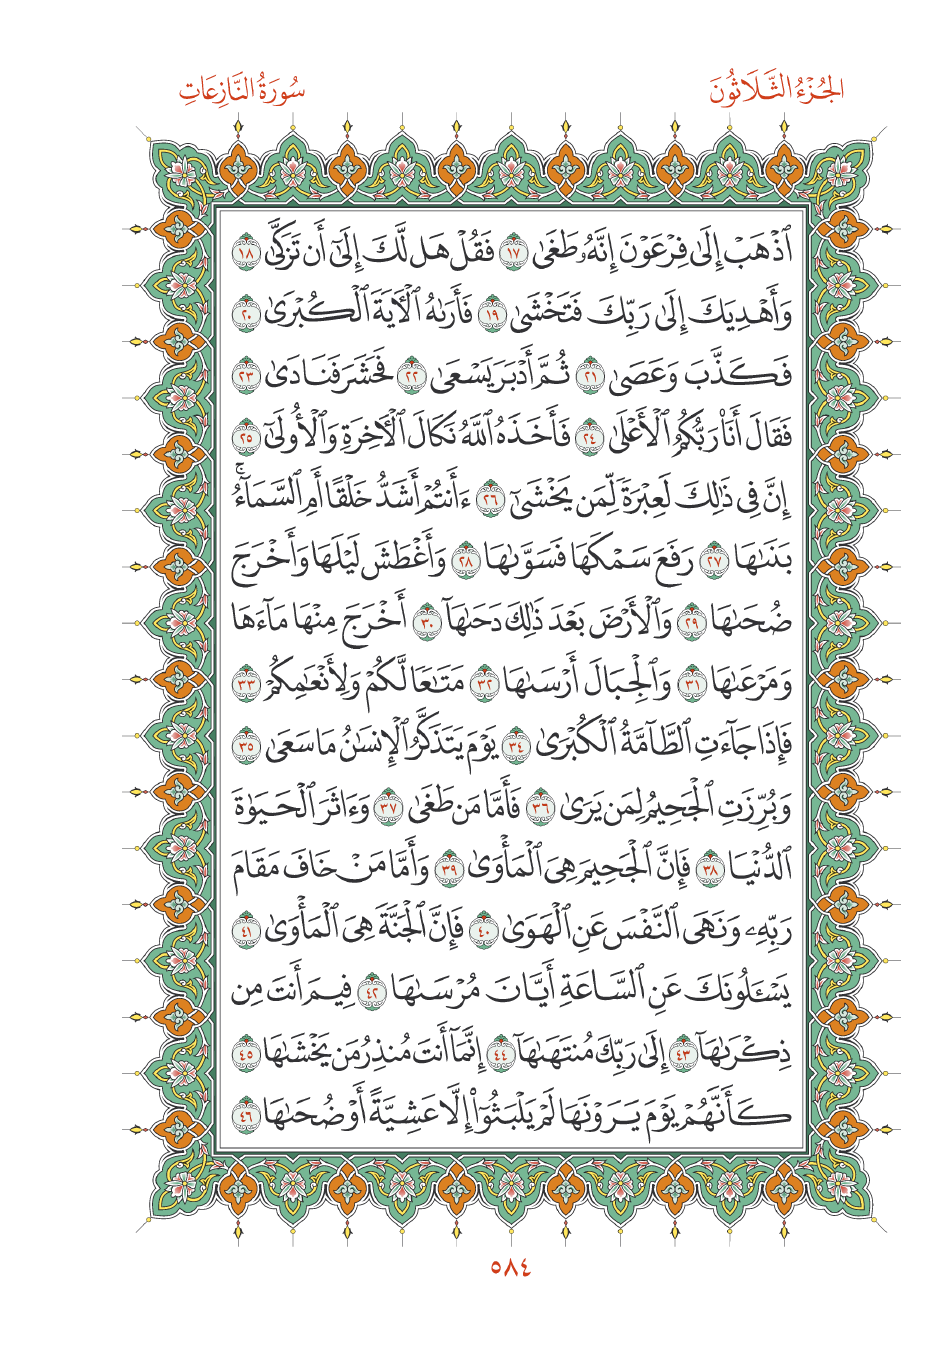 الجُزْءُ الثَّلَاثُونَ
سُورَةُ النَّازِعَاتِ
ٱذْهَبْ إِلَىٰ فِرْعَوْنَ إِنَّهُۥ طَغَىٰ ١٧ فَقُلْ هَل لَّكَ إِلَىٰٓ أَن تَزَكَّىٰ ١٨
وَأَهْدِيَكَ إِلَىٰ رَبِّكَ فَتَخْشَىٰ ١٩ فَأَرَىٰهُ ٱلْأٓيَةَ ٱلْكُبْرَىٰ ٢٠
فَكَذَّبَ وَعَصَىٰ ٢١ ثُمَّ أَدْبَرَ يَسْعَىٰ ٢٢ فَحَشَرَ فَنَادَىٰ ٢٣
فَقَالَ أَنَا۠ رَبُّكُمُ ٱلْأَعْلَىٰ ٢٤ فَأَخَذَهُ ٱللَّهُ نَكَالَ ٱلْأٓخِرَةِ وَٱلْأُولَىٰٓ ٢٥
إِنَّ فِى ذَٰلِكَ لَعِبْرَةً لِّمَن يَخْشَىٰٓ ٢٦ ءَأَنتُمْ أَشَدُّ خَلْقًا أَمِ ٱلسَّمَآءُ ۚ
بَنَىٰهَا ٢٧ رَفَعَ سَمْكَهَا فَسَوَّىٰهَا ٢٨ وَأَغْطَشَ لَيْلَهَا وَأَخْرَجَ
ضُحَىٰهَا ٢٩ وَٱلْأَرْضَ بَعْدَ ذَٰلِكَ دَحَىٰهَآ ٣٠ أَخْرَجَ مِنْهَا مَآءَهَا
وَمَرْعَىٰهَا ٣١ وَٱلْجِبَالَ أَرْسَىٰهَا ٣٢ مَتَٰعًا لَّكُمْ وَلِأَنْعَٰمِكُمْ ٣٣
فَإِذَا جَآءَتِ ٱلطَّآمَّةُ ٱلْكُبْرَىٰ ٣٤ يَوْمَ يَتَذَكَّرُ ٱلْإِنسَٰنُ مَا سَعَىٰ ٣٥
وَبُرِّزَتِ ٱلْجَحِيمُ لِمَن يَرَىٰ ٣٦ فَأَمَّا مَن طَغَىٰ ٣٧ وَءَاثَرَ ٱلْحَيَوٰةَ
ٱلدُّنْيَا ٣٨ فَإِنَّ ٱلْجَحِيمَ هِىَ ٱلْمَأْوَىٰ ٣٩ وَأَمَّا مَنْ خَافَ مَقَامَ
رَبِّهِۦ وَنَهَى ٱلنَّفْسَ عَنِ ٱلْهَوَىٰ ٤٠ فَإِنَّ ٱلْجَنَّةَ هِىَ ٱلْمَأْوَىٰ ٤١
يَسْـَٔلُونَكَ عَنِ ٱلسَّاعَةِ أَيَّانَ مُرْسَىٰهَا ٤٢ فِيمَ أَنتَ مِن
ذِكْرَىٰهَآ ٤٣ إِلَىٰ رَبِّكَ مُنتَهَىٰهَآ ٤٤ إِنَّمَآ أَنتَ مُنذِرُ مَن يَخْشَىٰهَا ٤٥
كَأَنَّهُمْ يَوْمَ يَرَوْنَهَا لَمْ يَلْبَثُوٓا۟ إِلَّا عَشِيَّةً أَوْ ضُحَىٰهَا ٤٦
٥٨٤